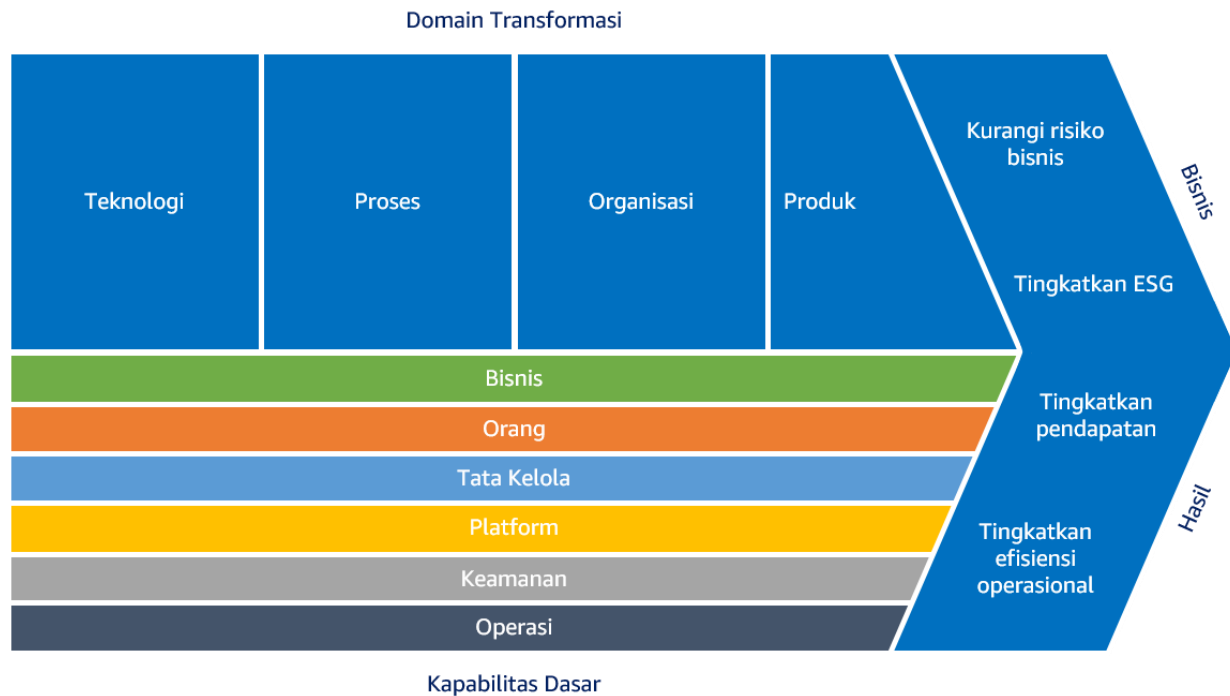 Domain Transformasi
Teknologi
Proses
Organisasi
Produk
Kurangi risiko
bisnis
Tingkatkan ESG
Tingkatkan
pendapatan
Tingkatkan
efisiensi
operasional
Bisnis
Hasil
Bisnis
Orang
Tata Kelola
Platform
Keamanan
Operasi
Kapabilitas Dasar